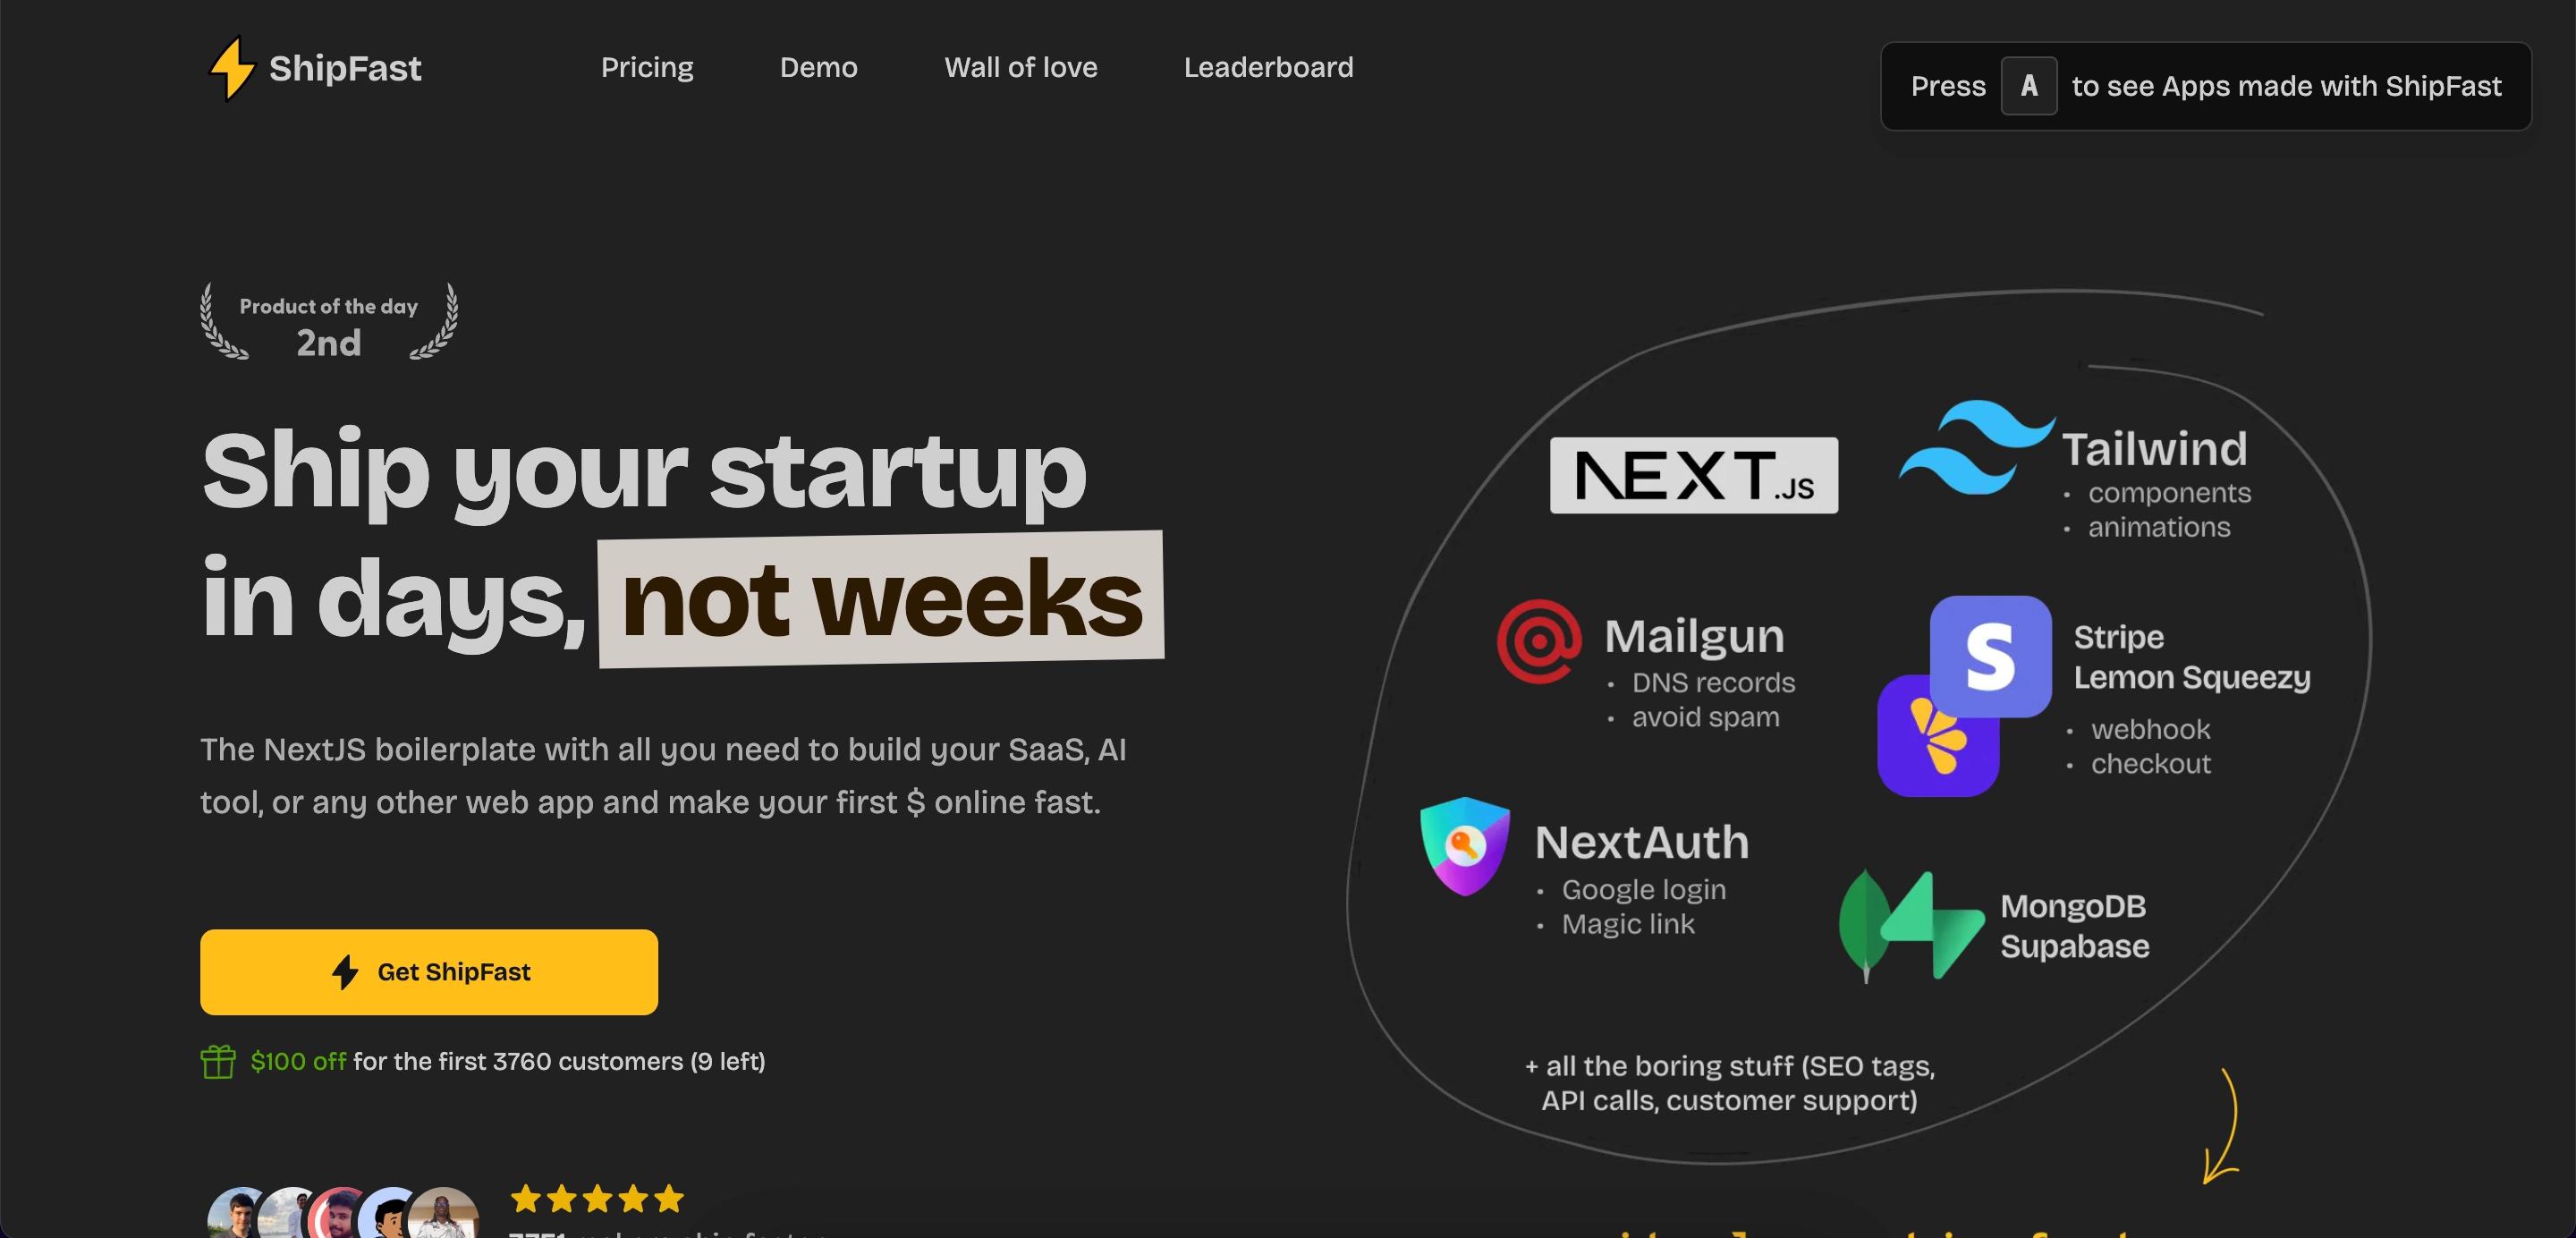 ShipFast
Pricing
Demo
Wall of love
Leaderboard
Press A to see Apps made with ShipFast
Product of the day
2nd
Ship your startup
in days, not weeks
The NextJS boilerplate with all you need to build your SaaS, AI
tool, or any other web app and make your first $ online fast.
Get ShipFast
$100 off for the first 3760 customers (9 left)
NEXT.JS
Tailwind
• components
• animations
Mailgun
• DNS records
• avoid spam
S
Stripe
Lemon Squeezy
• webhook
• checkout
NextAuth
• Google login
• Magic link
MongoDB
Supabase
+ all the boring stuff (SEO tags,
API calls, customer support)